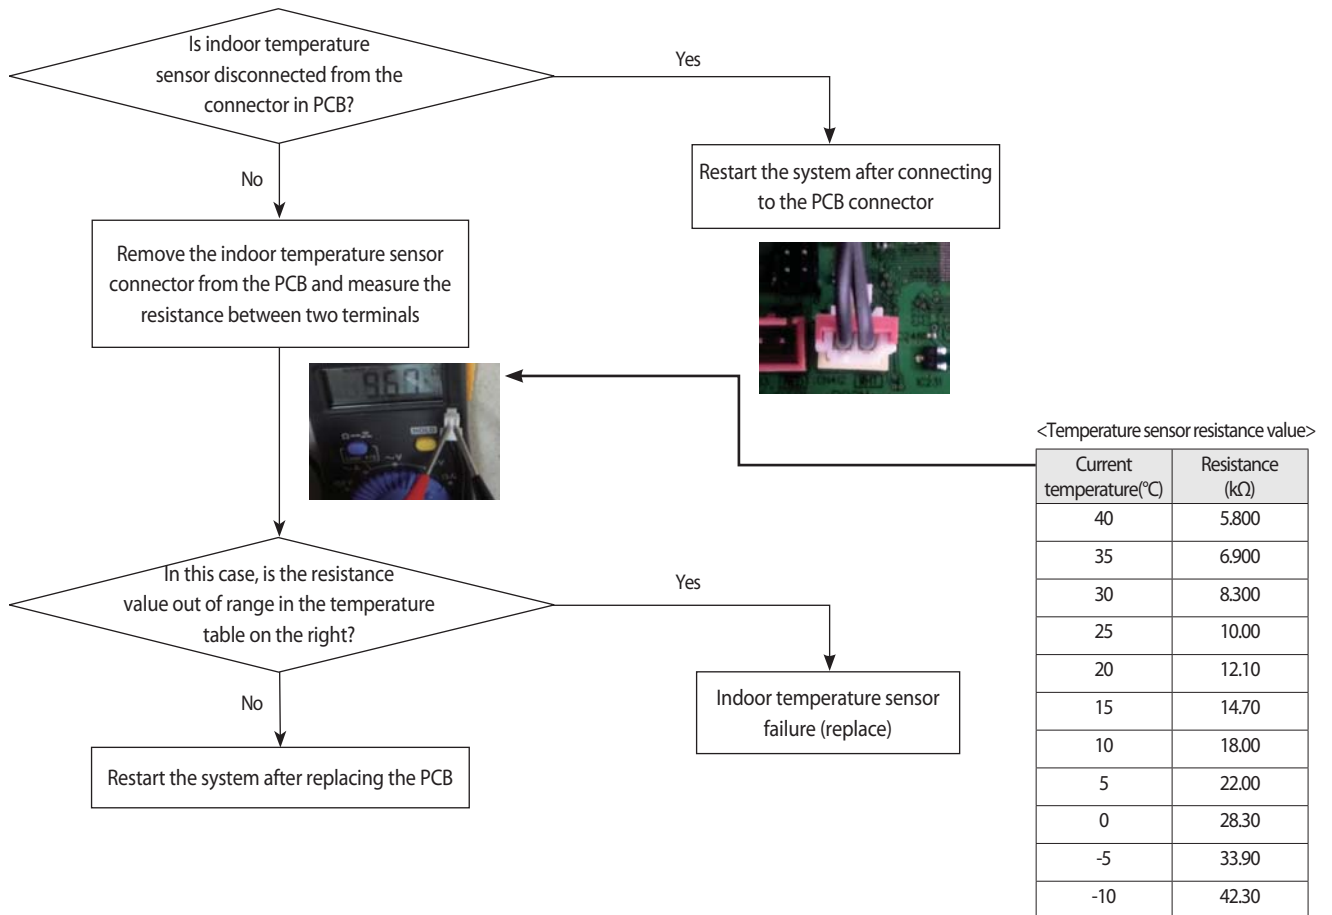 Is indoor temperature
sensor disconnected from the
connector in PCB?
Yes
Restart the system after connecting
to the PCB connector
No
Remove the indoor temperature sensor
connector from the PCB and measure the
resistance between two terminals
HOLD
<Temperature sensor resistance value>
Current
temperature(℃)
Resistance
(kΩ)
40 5.800
35 6.900
30 8.300
25 10.00
20 12.10
15 14.70
10 18.00
5 22.00
0 28.30
-5 33.90
-10 42.30
In this case, is the resistance
value out of range in the temperature
table on the right?
Yes
Indoor temperature sensor
failure (replace)
No
Restart the system after replacing the PCB